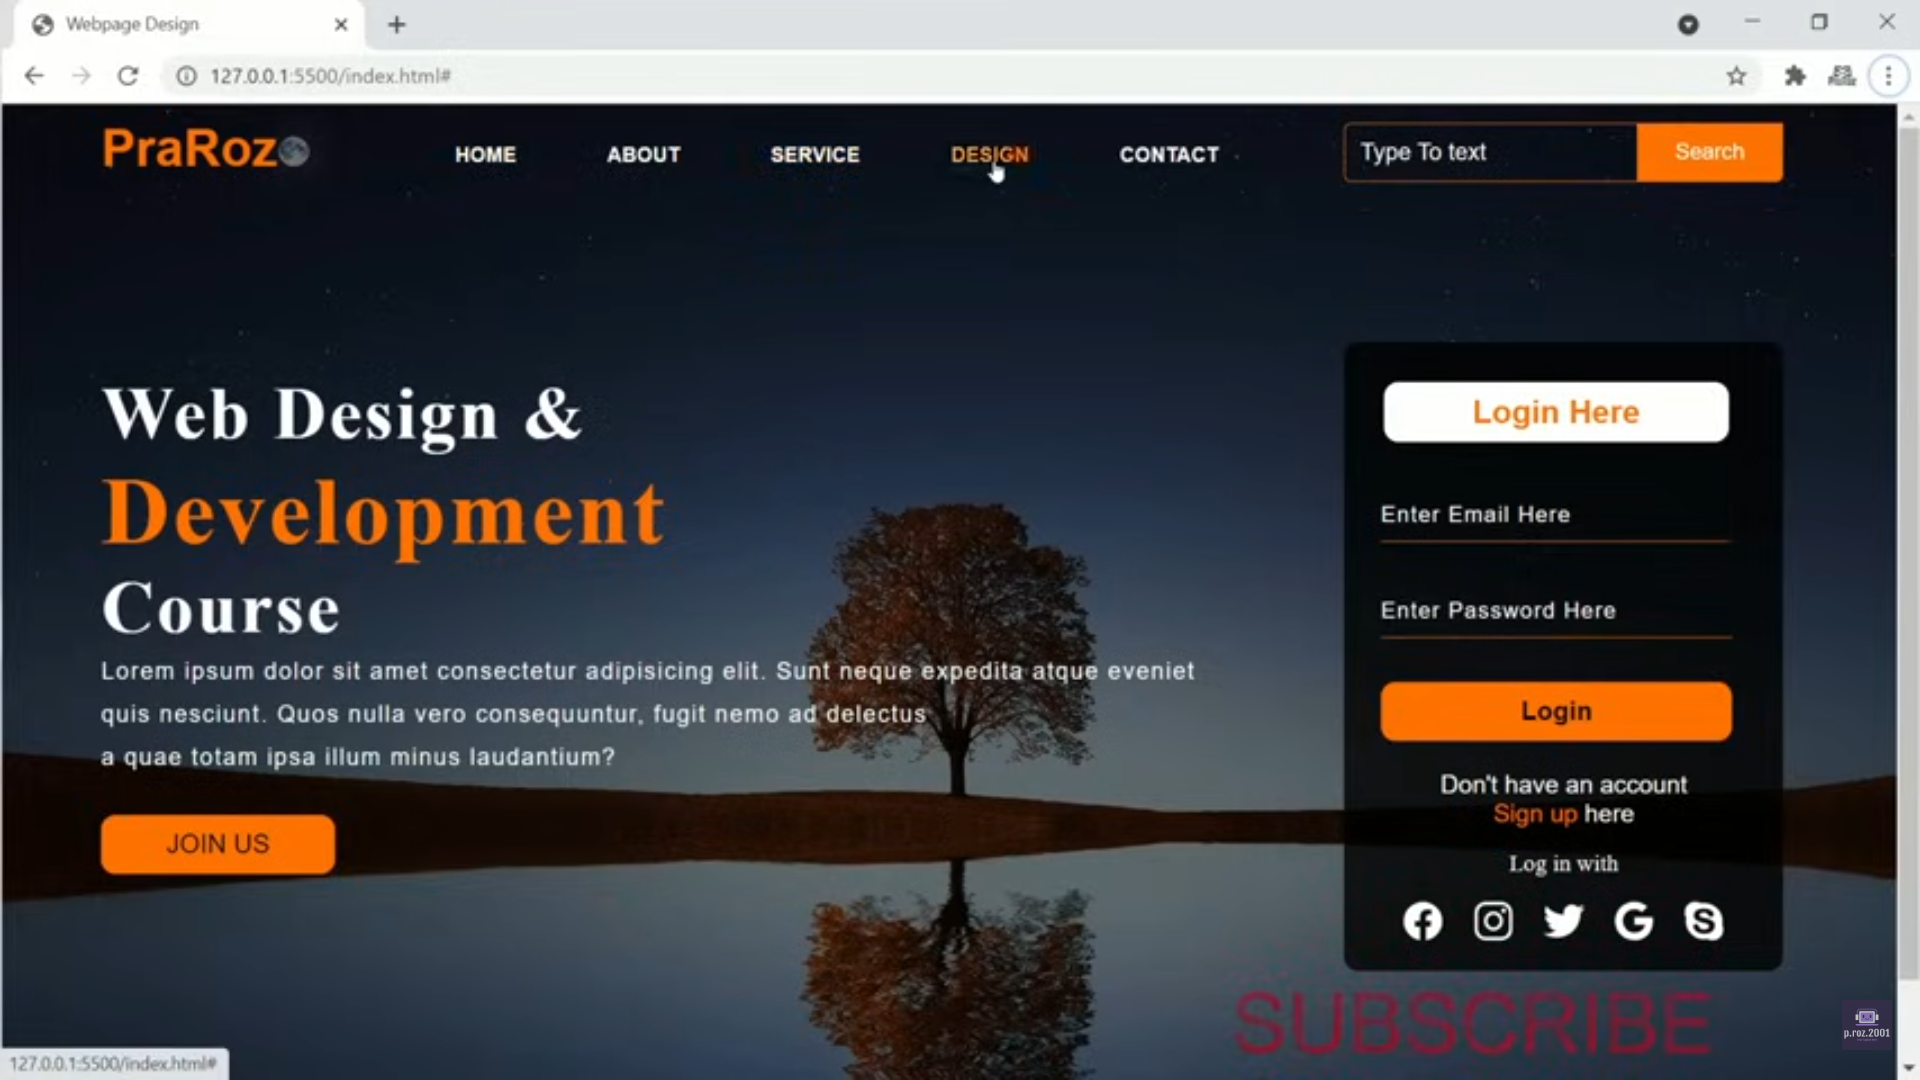 Webpage Design
127.0.0.1:5500/index.html#
PraRoz
HOME ABOUT SERVICE DESIGN CONTACT
Type To text Search
Web Design &
Development
Course
Lorem ipsum dolor sit amet consectetur adipisicing elit. Sunt neque expedita atque eveniet
quis nesciunt. Quos nulla vero consequuntur, fugit nemo ad delectus
a quae totam ipsa illum minus laudantium?
JOIN US
Login Here
Enter Email Here
Enter Password Here
Login
Don't have an account
Sign up here
Log in with
SUBSCRIBE
p.roz.2001
127.0.0.1:5500/index.html#